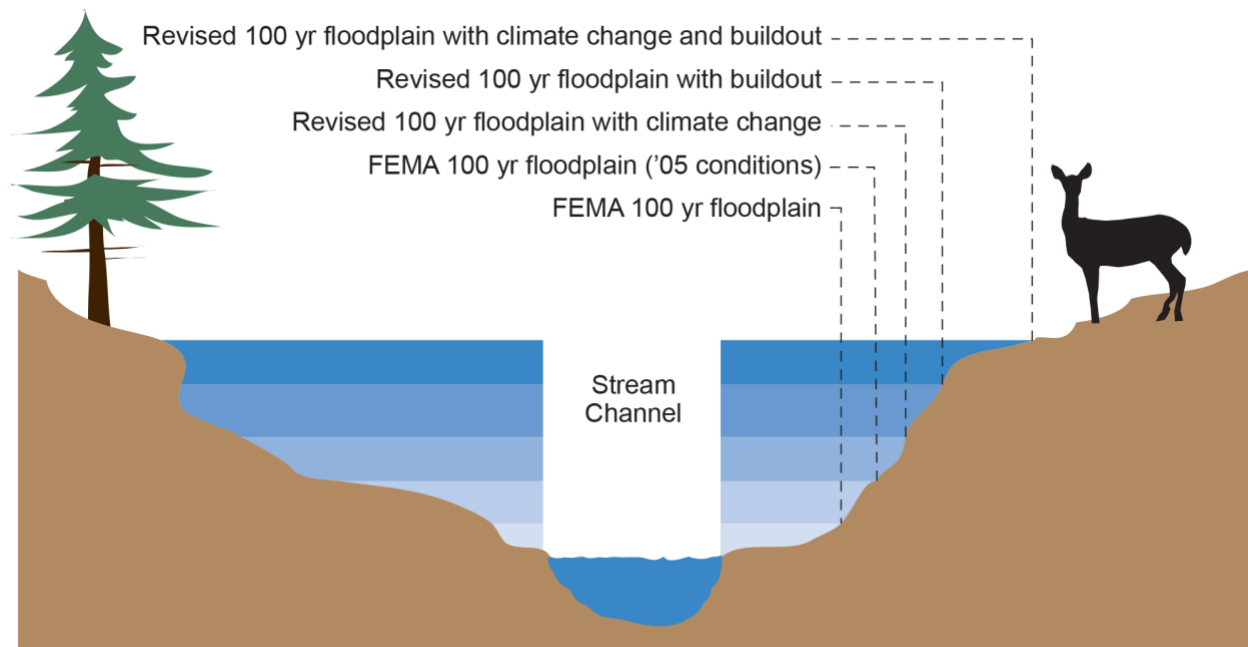 Revised 100 yr floodplain with climate change and buildout
Revised 100 yr floodplain with buildout
Revised 100 yr floodplain with climate change
FEMA 100 yr floodplain (’05 conditions)
FEMA 100 yr floodplain
Stream
Channel